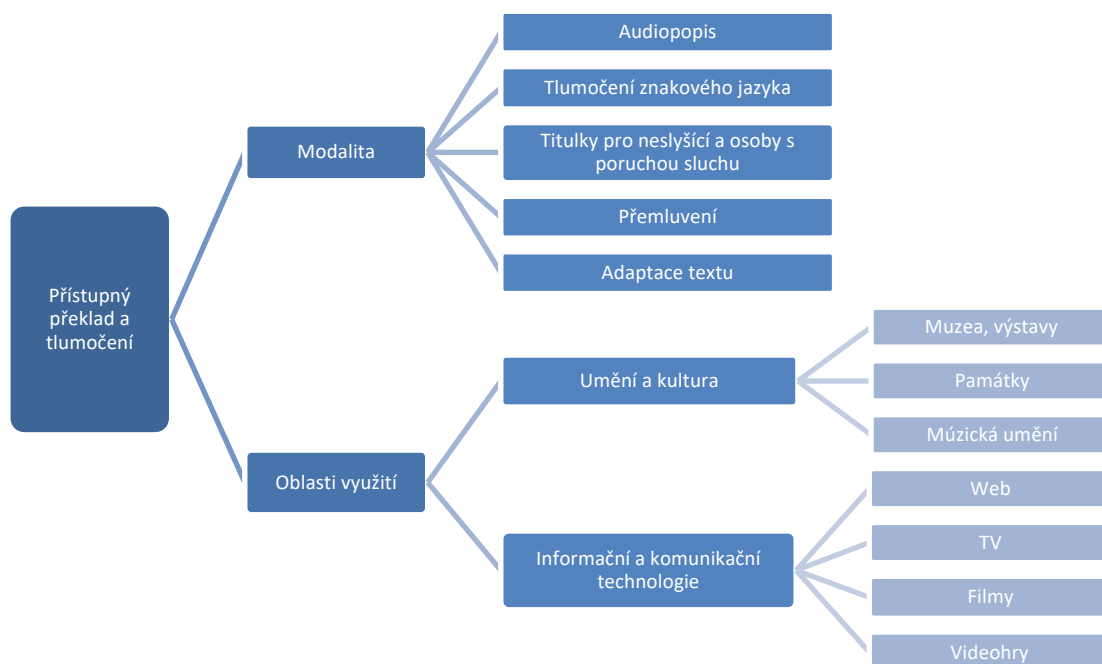 Přístupný
překlad a
tlumočení
Modalita
Audiopopis
Tlumočení znakového jazyka
Titulky pro neslyšící a osoby s
poruchou sluchu
Přemluvení
Adaptace textu
Oblasti využití
Umění a kultura
Muzea, výstavy
Památky
Múzická umění
Informační a komunikační
technologie
Web
TV
Filmy
Videohry